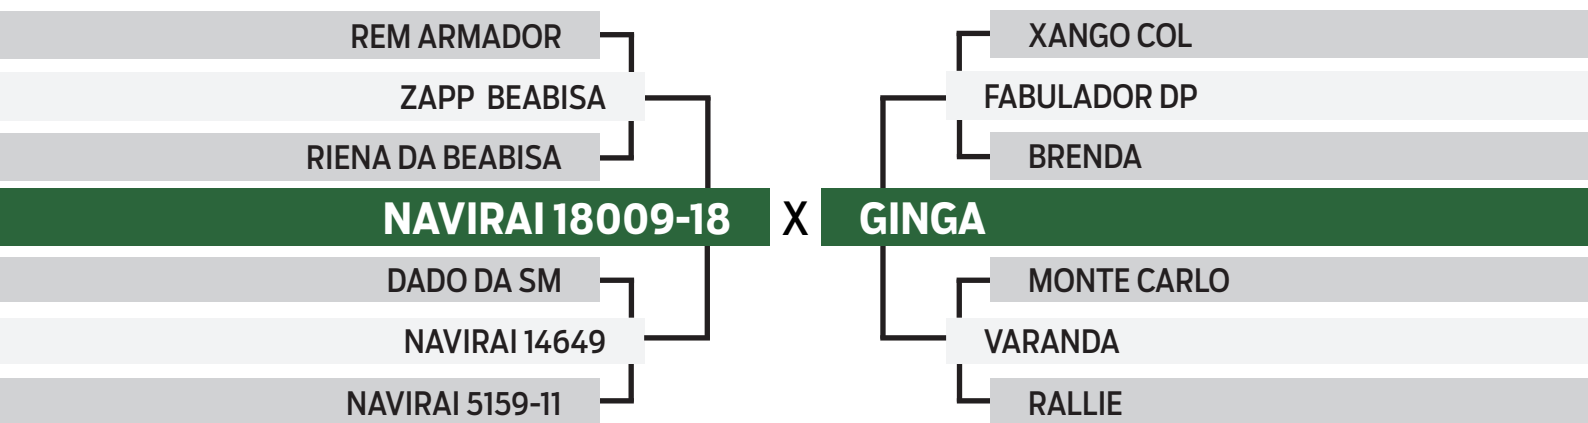 REM ARMADOR
ZAPP BEABISA
RIENA DA BEABISA
NAVIRAI 18009-18
DADO DA SM
NAVIRAI 14649
NAVIRAI 5159-11
X
XANGO COL
FABULADOR DP
BRENDA
GINGA
MONTE CARLO
VARANDA
RALLIE